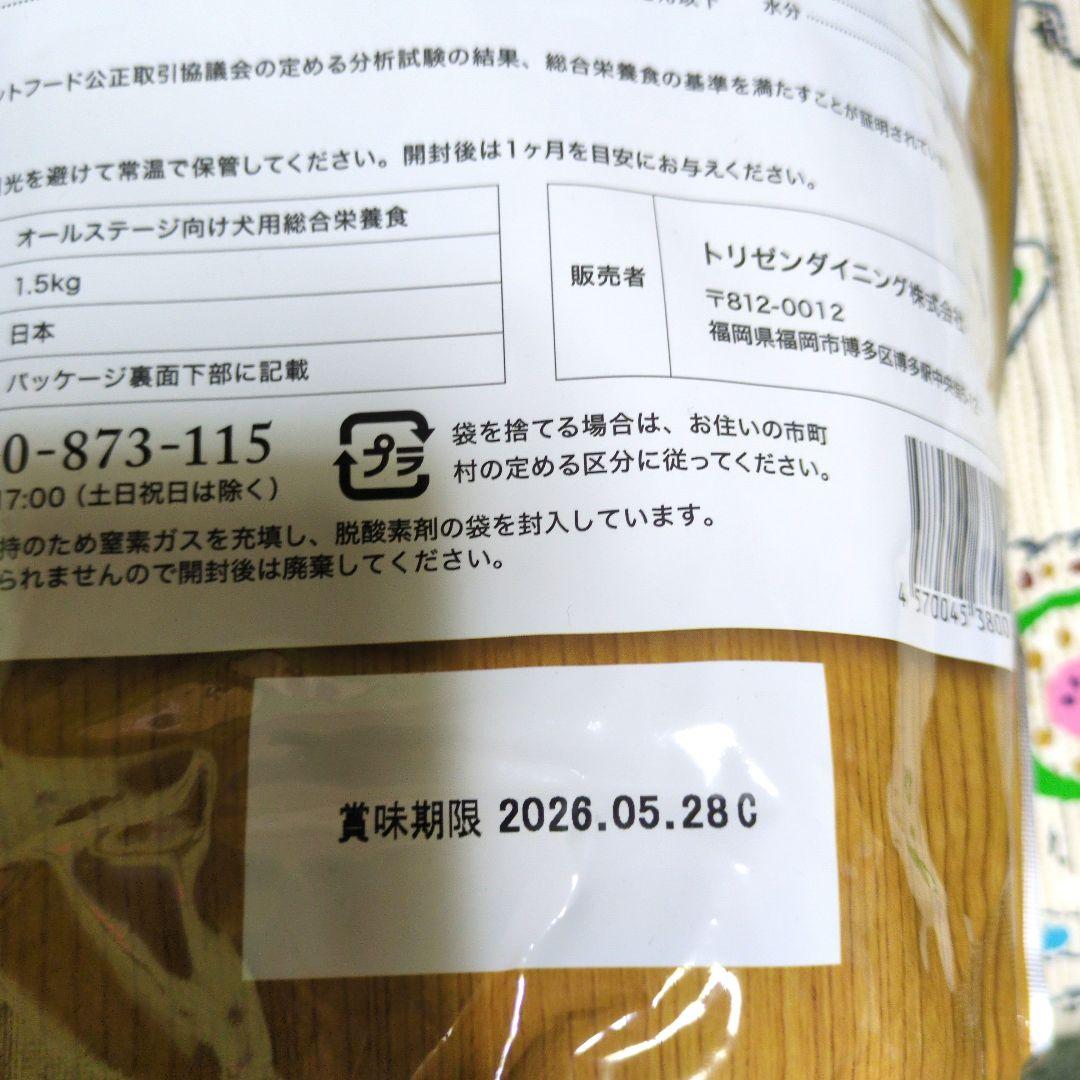 水分
ットフード公正取引協議会の定める分析試験の結果、総合栄養食の基準を満たすことが証明されてい
光を避けて常温で保管してください。開封後は1ヶ月を目安にお与えください。
オールステージ向け犬用総合栄養食
1.5kg
日本
パッケージ裏面下部に記載
販売者
トリゼンダイニング株式会社
〒812-0012
福岡県福岡市博多区博多駅中央街
0-873-115
17:00（土日祝日は除く）
プラ
袋を捨てる場合は、お住いの市町
村の定める区分に従ってください。
持のため窒素ガスを充填し、脱酸素剤の袋を封入しています。
られませんので開封後は廃棄してください。
4 570045 3800
賞味期限 2026.05.28C